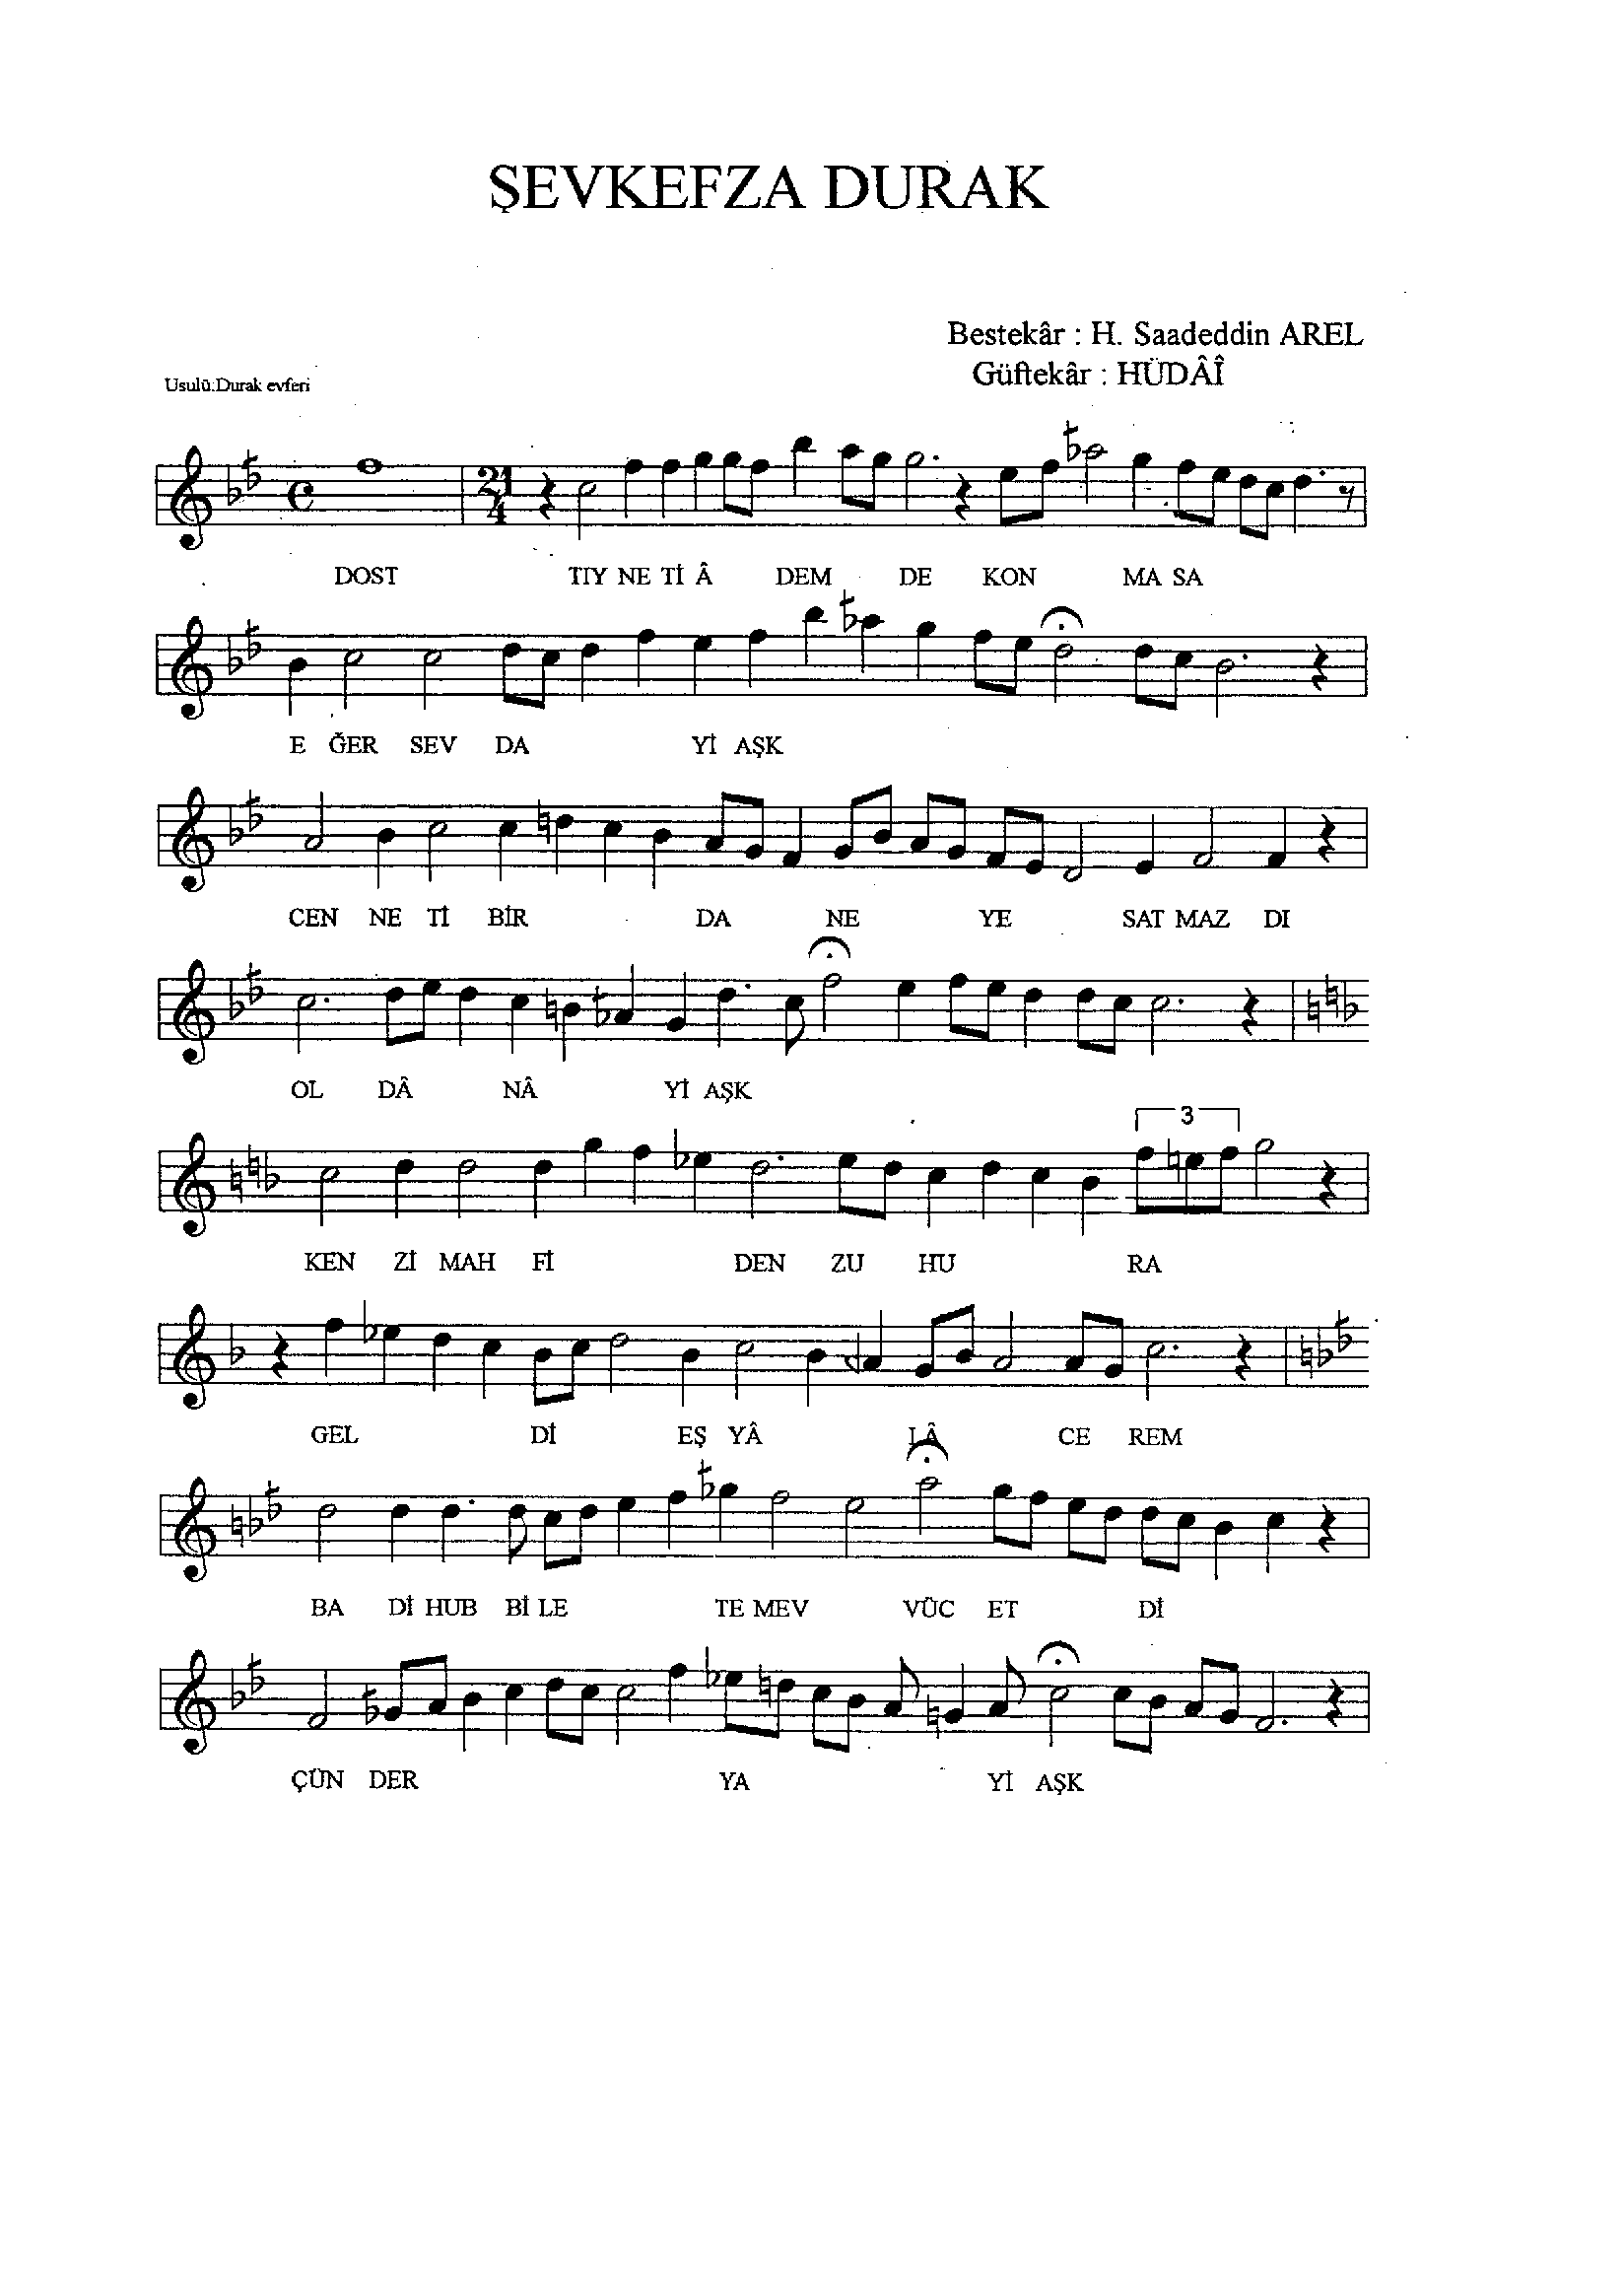 ŞEVKEFZA DURAK
Bestekâr : H. Saadeddin AREL
Güftekâr : HÜDÂÎ
Usulü:Durak evferi
21
4
DOST TIY NE Tİ Â DEM DE KON MA SA
E ĞER SEV DA Yİ AŞK
CEN NE Tİ BİR DA NE YE SAT MAZ DI
OL DÂ NÂ Yİ AŞK
3
KEN Zİ MAH Fİ DEN ZU HU RA
GEL Dİ EŞ YÂ LÂ CE REM
BA Dİ HUB Bİ LE TE MEV VÜC ET Dİ
ÇÜN DER YA Yİ AŞK